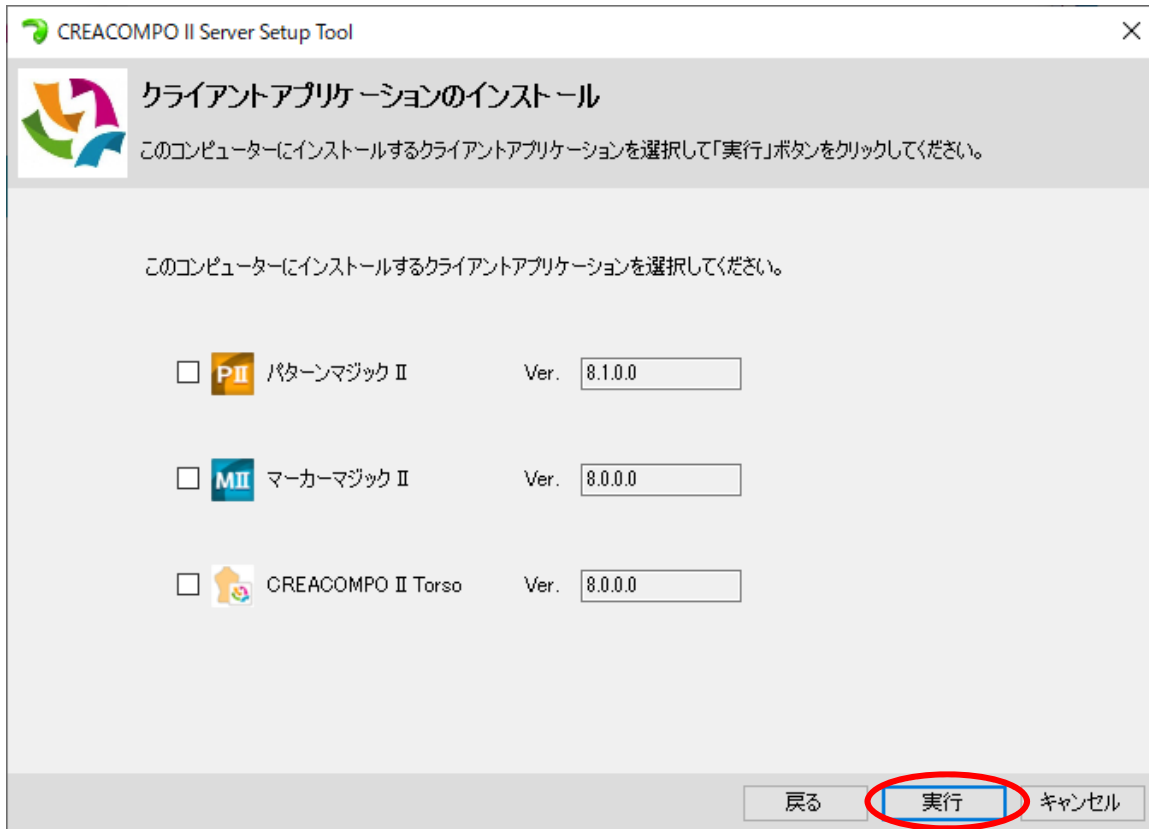 CREACOMPO II Server Setup Tool
クライアントアプリケーションのインストール
このコンピューターにインストールするクライアントアプリケーションを選択して「実行」ボタンをクリックしてください。
このコンピューターにインストールするクライアントアプリケーションを選択してください。
PII パターンマジック II Ver. 8.1.0.0
MII マーカーマジック II Ver. 8.0.0.0
CREACOMPO II Torso Ver. 8.0.0.0
戻る 実行 キャンセル